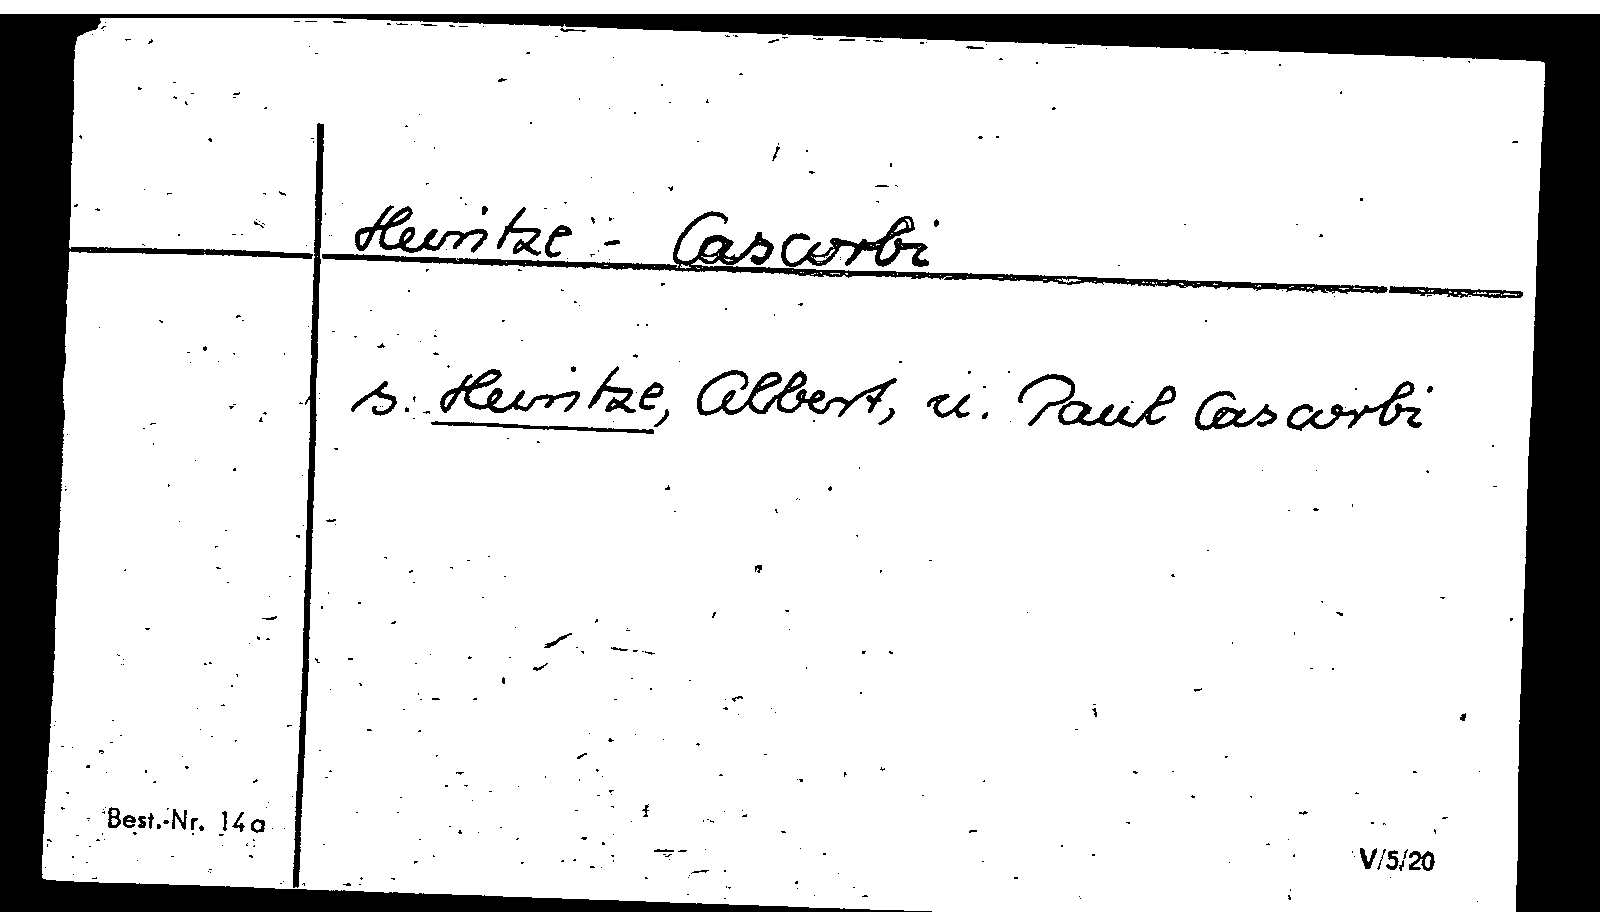 Heintze - Cascorbi
s. Heintze, Albert, u. Paul Cascorbi
Best.-Nr. 14a
V/5/20